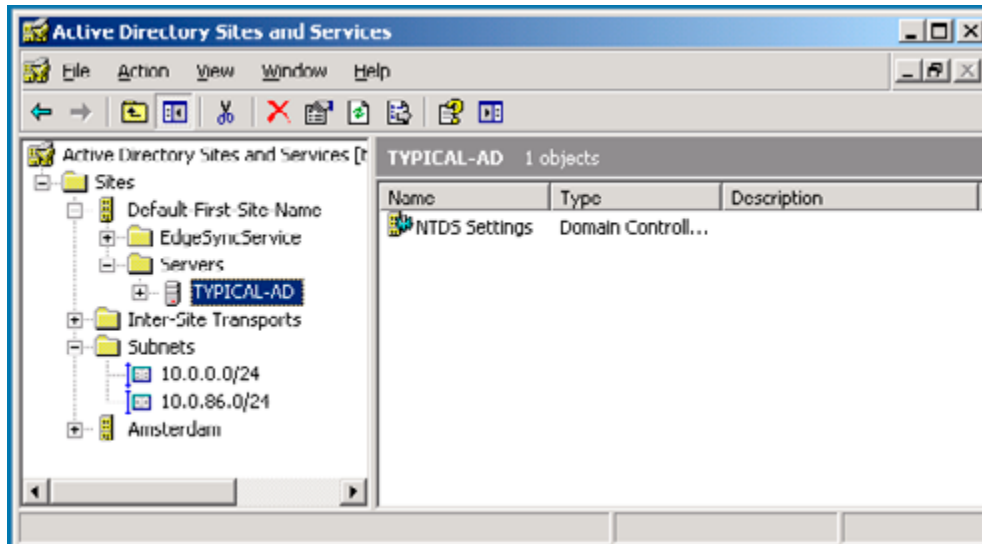 Active Directory Sites and Services
File Action View Window Help
Active Directory Sites and Services [t
TYPICAL-AD 1 objects
Sites
Name Type Description
Default-First-Site-Name
NTDS Settings Domain Controll...
EdgeSyncService
Servers
TYPICAL-AD
Inter-Site Transports
Subnets
10.0.0.0/24
10.0.86.0/24
Amsterdam